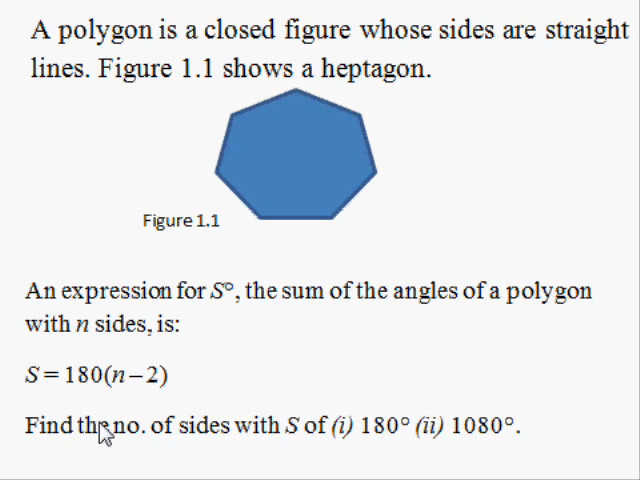 A polygon is a closed figure whose sides are straight
lines. Figure 1.1 shows a heptagon.
Figure 1.1
An expression for S°, the sum of the angles of a polygon
with n sides, is:
S = 180(n – 2)
Find the no. of sides with S of (i) 180° (ii) 1080°.